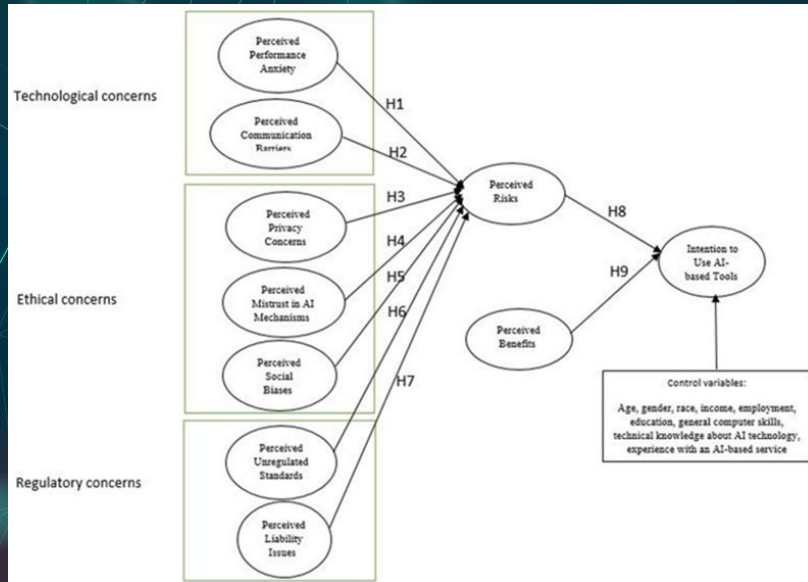 Technological concerns
Perceived
Performance
Anxiety
Perceived
Communication
Barriers
H1
H2
Ethical concerns
Perceived
Privacy
Concerns
Perceived
Mistrust in AI
Mechanisms
Perceived
Social
Biases
H3
H4
H5
H6
H7
Regulatory concerns
Perceived
Unregulated
Standards
Perceived
Liability
Issues
Perceived
Risks
Perceived
Benefits
H8
H9
Intention to
Use AI-
based Tools
Control variables:
Age, gender, race, income, employment,
education, general computer skills,
technical knowledge about AI technology,
experience with an AI-based service